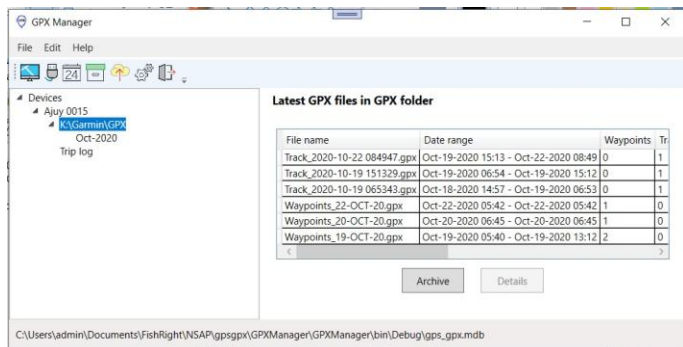 GPX Manager
File Edit Help
24
Devices
Ajuy 0015
K:\Garmin\GPX
Oct-2020
Trip log
Latest GPX files in GPX folder
File name Date range Waypoints Tr
Track_2020-10-22 084947.gpx Oct-19-2020 15:13 - Oct-22-2020 08:49 0 1
Track_2020-10-19 151329.gpx Oct-19-2020 06:54 - Oct-19-2020 15:12 0 1
Track_2020-10-19 065343.gpx Oct-18-2020 14:57 - Oct-19-2020 06:53 0 1
Waypoints_22-OCT-20.gpx Oct-22-2020 05:42 - Oct-22-2020 05:42 1 0
Waypoints_20-OCT-20.gpx Oct-20-2020 06:45 - Oct-20-2020 06:45 1 0
Waypoints_19-OCT-20.gpx Oct-19-2020 05:40 - Oct-19-2020 13:12 2 0
Archive Details
C:\Users\admin\Documents\FishRight\NSAP\gpsgpx\GPXManager\GPXManager\bin\Debug\gps_gpx.mdb